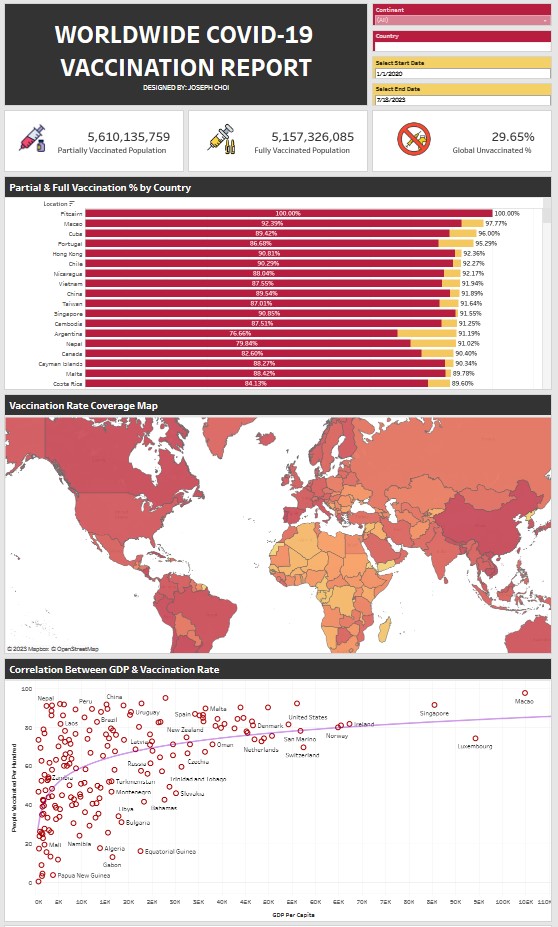 WORLDWIDE COVID-19
VACCINATION REPORT
DESIGNED BY: JOSEPH CHOI
Continent
(All)
Country
Select Start Date
1/1/2020
Select End Date
7/18/2023
5,610,135,759
Partially Vaccinated Population
5,157,326,085
Fully Vaccinated Population
29.65%
Global Unvaccinated %
Partial & Full Vaccination % by Country
Location
Pitcairn 100.00% 100.00%
Macao 92.39% 97.77%
Cuba 89.42% 96.00%
Portugal 86.68% 95.29%
Hong Kong 90.81% 92.36%
Chile 90.29% 92.27%
Nicaragua 88.04% 92.17%
Vietnam 87.55% 91.94%
China 89.54% 91.89%
Taiwan 87.01% 91.64%
Singapore 90.85% 91.55%
Cambodia 87.51% 91.25%
Argentina 76.66% 91.19%
Nepal 79.84% 91.02%
Canada 82.60% 90.40%
Cayman Islands 88.27% 90.34%
Malta 88.42% 89.78%
Costa Rica 84.13% 89.60%
Vaccination Rate Coverage Map
© 2023 Mapbox © OpenStreetMap
Correlation Between GDP & Vaccination Rate
People Vaccinated Per Hundred
100
80
60
40
20
0
Nepal
Peru
China
Brazil
Uruguay
Spain
Malta
United States
Singapore
Macao
Laos
New Zealand
Denmark
Ireland
Norway
San Marino
Latvia
Oman
Netherlands
Switzerland
Luxembourg
Russia
Czechia
Zambia
Turkmenistan
Trinidad and Tobago
Montenegro
Slovakia
Bahamas
Libya
Bulgaria
Mali
Namibia
Algeria
Equatorial Guinea
Gabon
Papua New Guinea
0K 5K 10K 15K 20K 25K 30K 35K 40K 45K 50K 55K 60K 65K 70K 75K 80K 85K 90K 95K 100K 105K 110K
GDP Per Capita